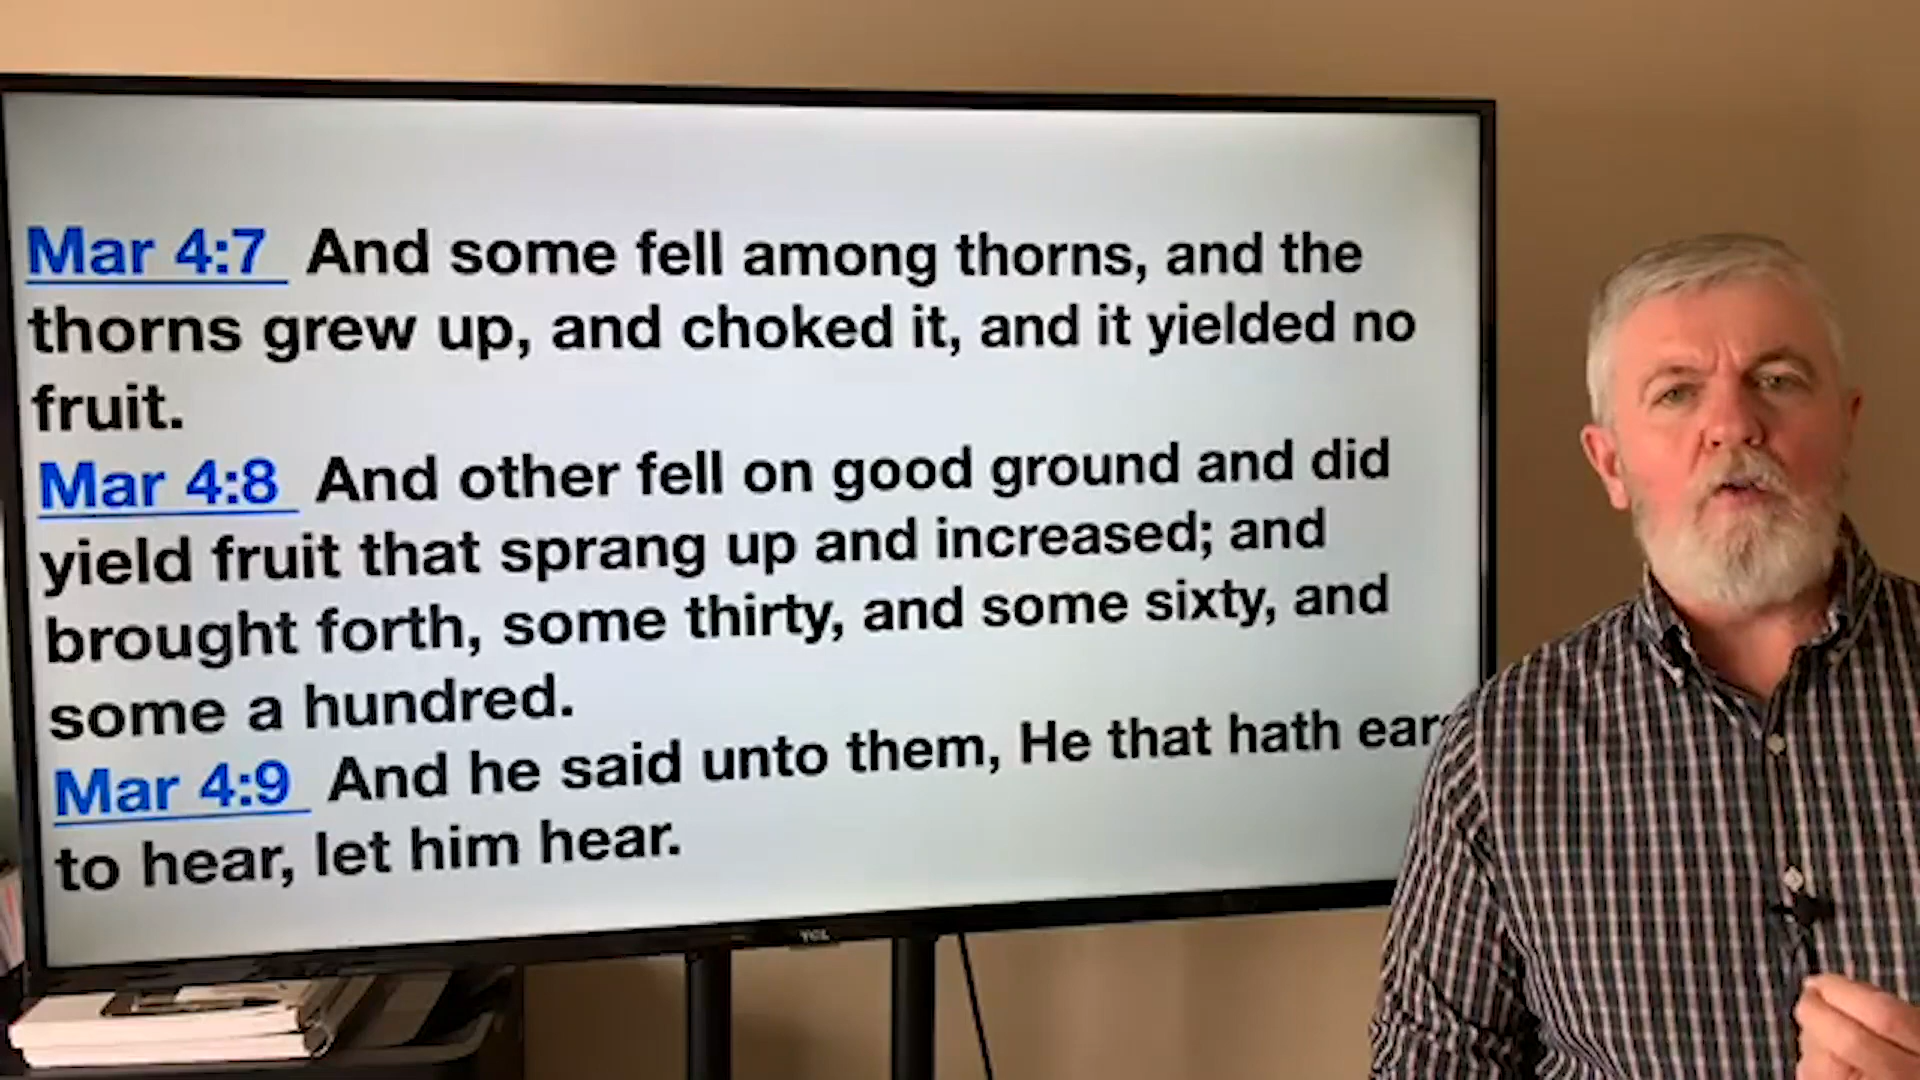 Mar 4:7 And some fell among thorns, and the
thorns grew up, and choked it, and it yielded no
fruit.
Mar 4:8 And other fell on good ground and did
yield fruit that sprang up and increased; and
brought forth, some thirty, and some sixty, and
some a hundred.
Mar 4:9 And he said unto them, He that hath ears
to hear, let him hear.
TCL